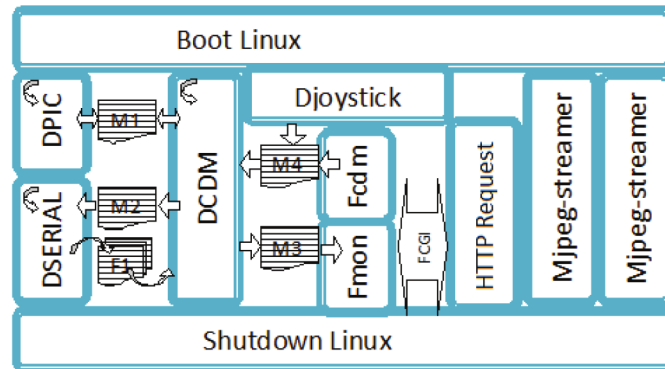 Boot Linux
DPIC
M1
DCDM
Djoystick
M4
Fcdm
DSERIAL
M2
F1
M3
Fmon
FCGI
HTTP Request
Mjpeg-streamer
Mjpeg-streamer
Shutdown Linux